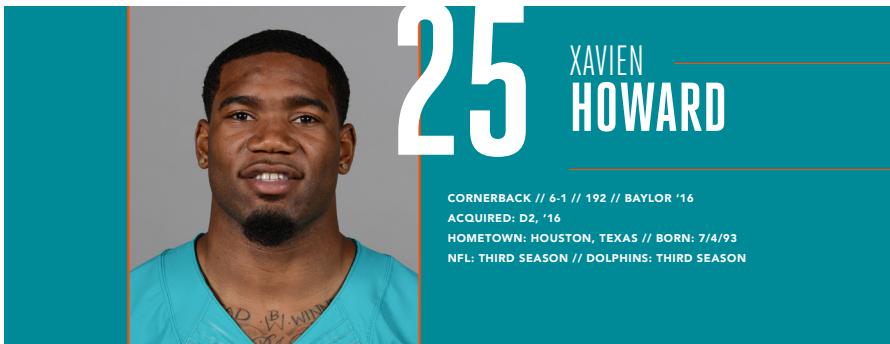 25
XAVIEN
HOWARD
CORNERBACK // 6-1 // 192 // BAYLOR ’16
ACQUIRED: D2, ’16
HOMETOWN: HOUSTON, TEXAS // BORN: 7/4/93
NFL: THIRD SEASON // DOLPHINS: THIRD SEASON